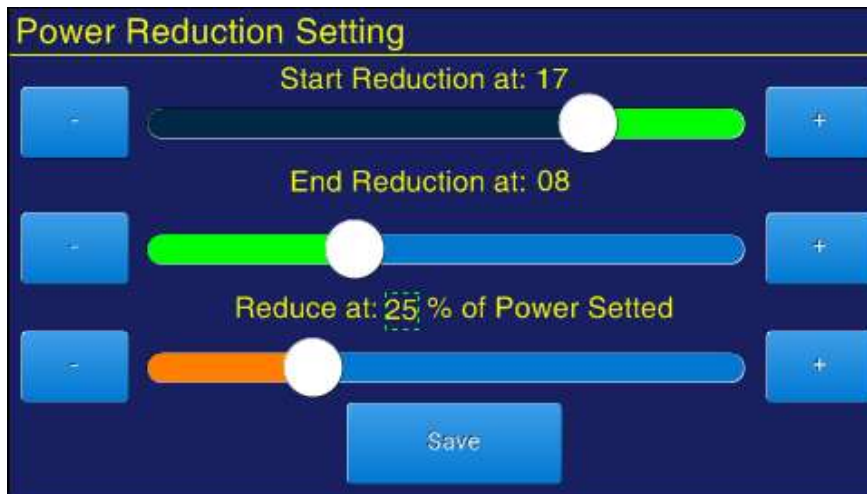 Power Reduction Setting
Start Reduction at: 17
- +
End Reduction at: 08
- +
Reduce at: 25 % of Power Setted
- +
Save